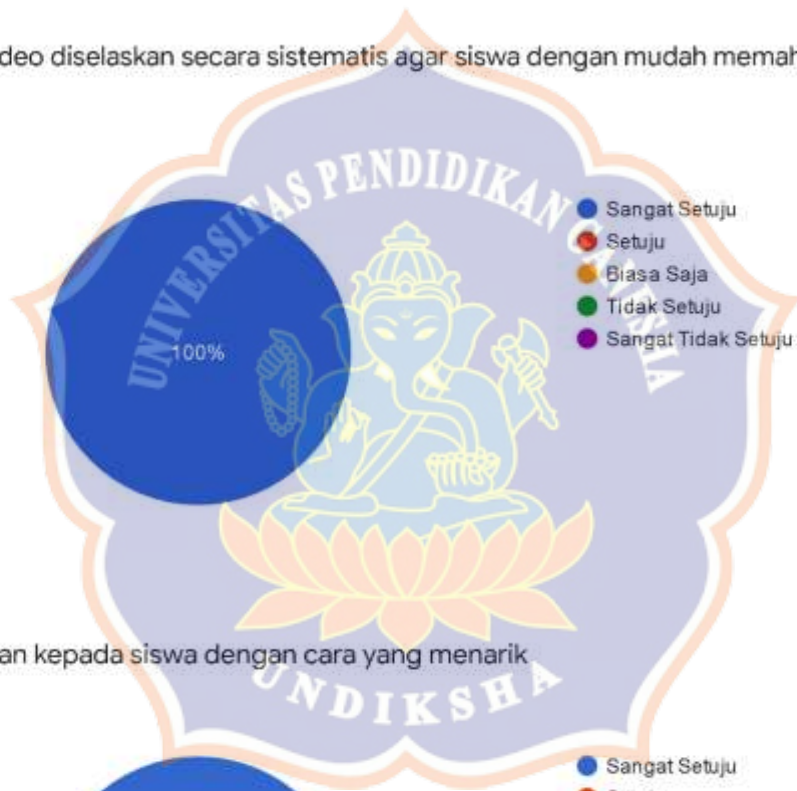 deo diselaskan secara sistematis agar siswa dengan mudah memah
UNIVERSITAS PENDIDIKAN GANESHA
Sangat Setuju
Setuju
Biasa Saja
Tidak Setuju
Sangat Tidak Setuju
100%
an kepada siswa dengan cara yang menarik
UNDIKSHA
Sangat Setuju